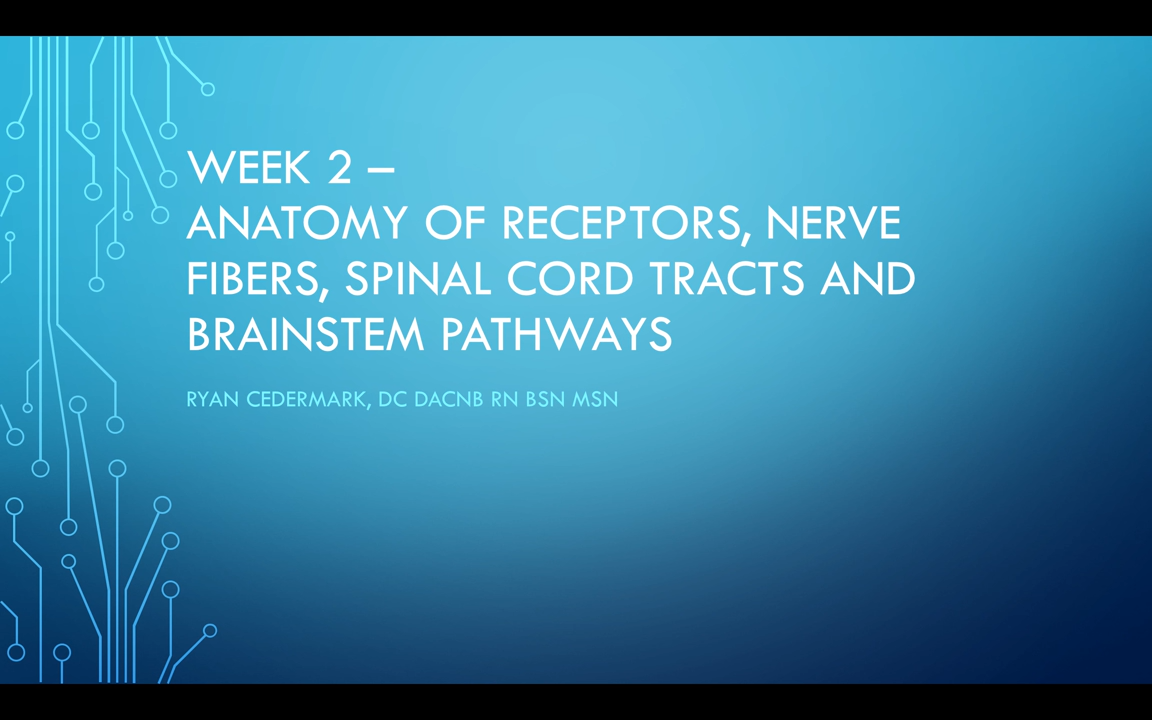 WEEK 2 –
ANATOMY OF RECEPTORS, NERVE
FIBERS, SPINAL CORD TRACTS AND
BRAINSTEM PATHWAYS
RYAN CEDERMARK, DC DACNB RN BSN MSN